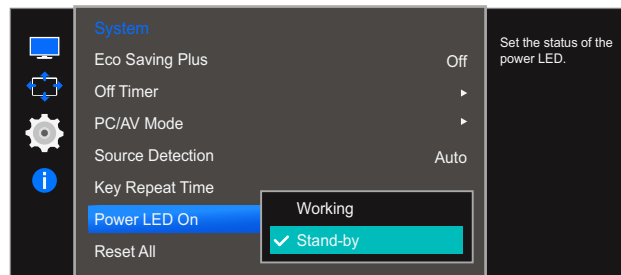 System
Eco Saving Plus Off
Off Timer
PC/AV Mode
Source Detection Auto
Key Repeat Time
Power LED On
Reset All
Working
Stand-by
Set the status of the
power LED.